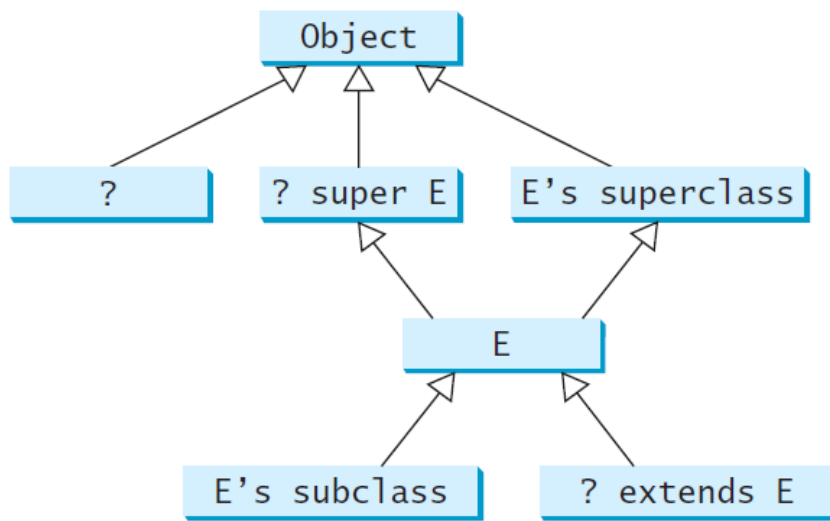 Object
?
? super E
E’s superclass
E
E’s subclass
? extends E